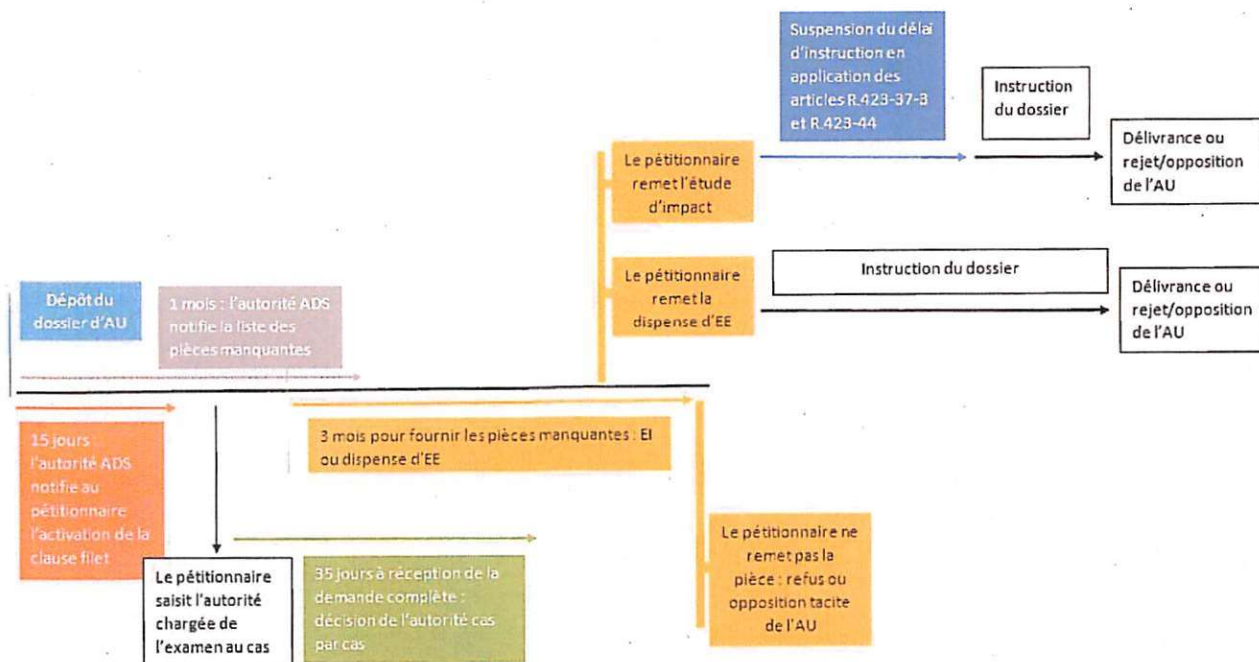 Suspension du délai
d'instruction en
application des
articles R.423-37-3
et R.423-44
Instruction
du dossier
Délivrance ou
rejet/opposition
de l'AU
Le pétitionnaire
remet l'étude
d'impact
Le pétitionnaire
remet la
dispense d'EE
Instruction du dossier
Délivrance ou
rejet/opposition
de l'AU
Dépôt du
dossier d'AU
1 mois : l'autorité ADS
notifie la liste des
pièces manquantes
15 jours :
l'autorité ADS
notifie au
pétitionnaire
l'activation de la
clause filet
3 mois pour fournir les pièces manquantes : EI
ou dispense d'EE
Le pétitionnaire
saisit l'autorité
chargée de
l'examen au cas
35 jours à réception de la
demande complète :
décision de l'autorité cas
par cas
Le pétitionnaire ne
remet pas la
pièce : refus ou
opposition tacite
de l'AU